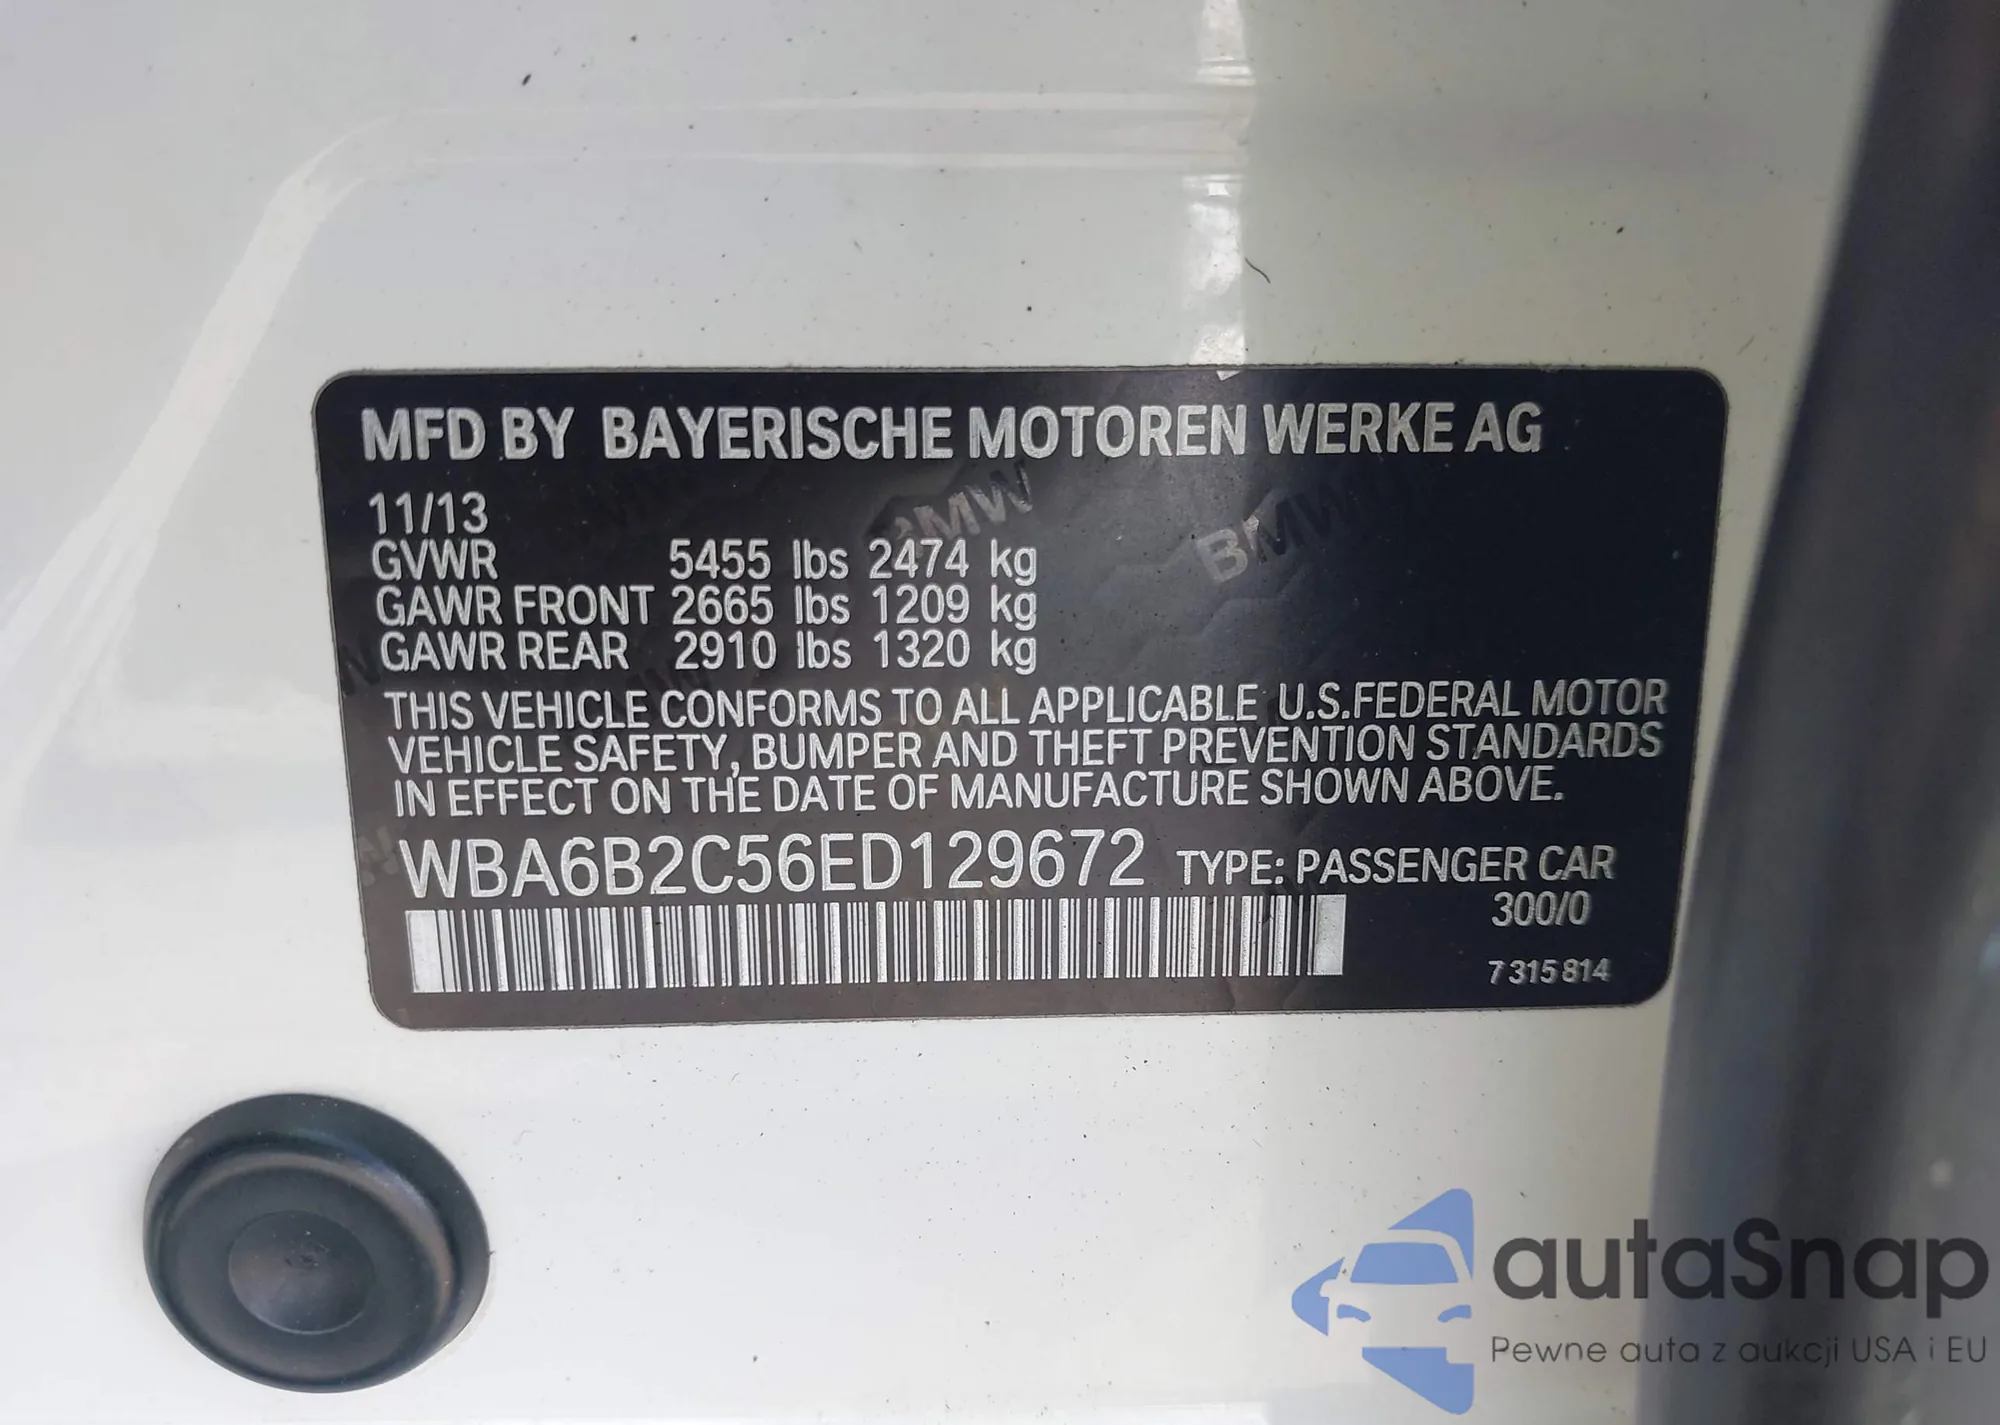 MFD BY BAYERISCHE MOTOREN WERKE AG
11/13
GVWR 5455 lbs 2474 kg
GAWR FRONT 2665 lbs 1209 kg
GAWR REAR 2910 lbs 1320 kg
THIS VEHICLE CONFORMS TO ALL APPLICABLE U.S.FEDERAL MOTOR
VEHICLE SAFETY, BUMPER AND THEFT PREVENTION STANDARDS
IN EFFECT ON THE DATE OF MANUFACTURE SHOWN ABOVE.
WBA6B2C56ED129672 TYPE: PASSENGER CAR
300/0
7 315 814
BMW
BMW
autaSnap
Pewne auta z aukcji USA i EU